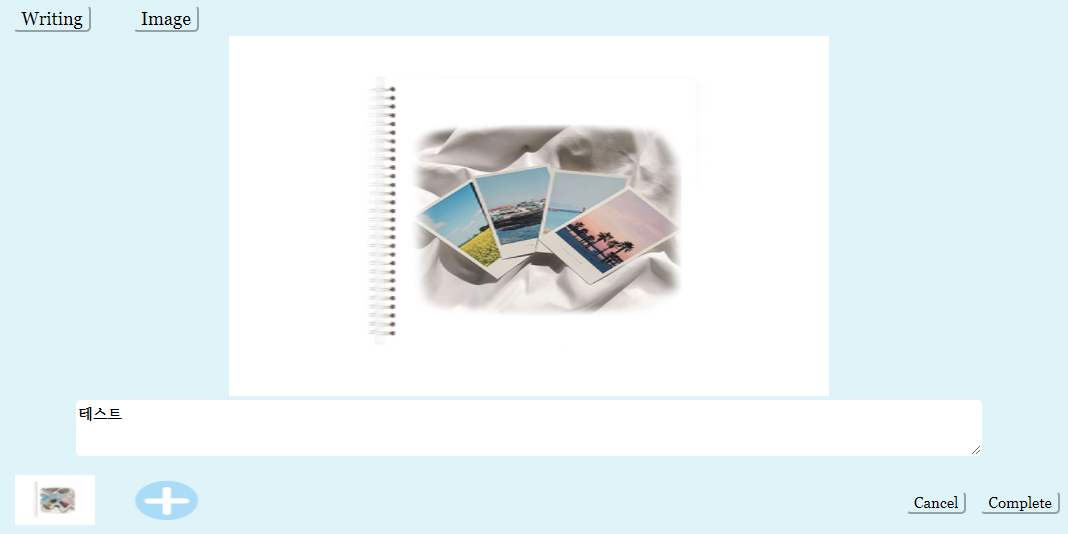 Writing
Image
테스트
Cancel
Complete